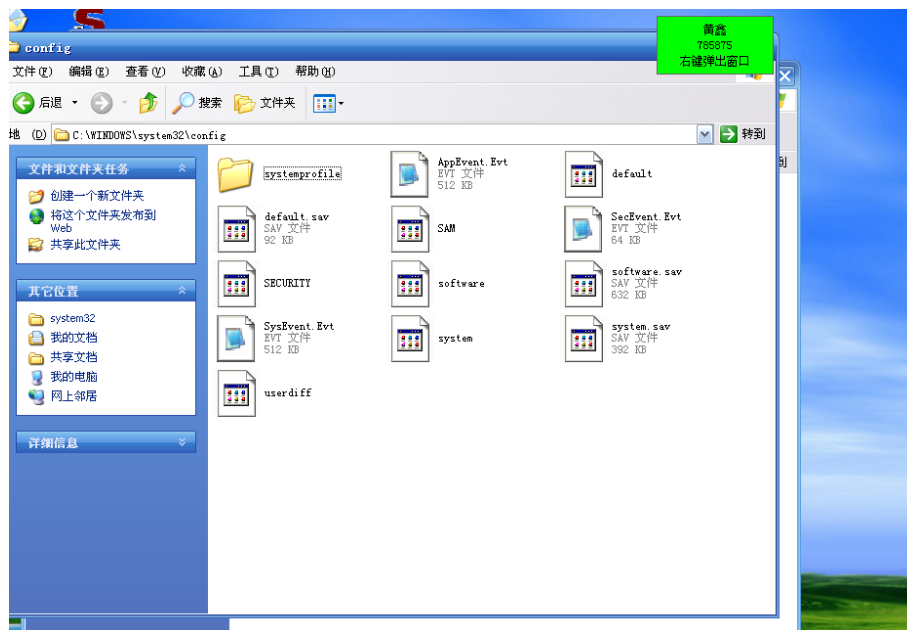 黄鑫
785875
右键弹出窗口
config
文件(F) 编辑(E) 查看(V) 收藏(A) 工具(T) 帮助(H)
后退 搜索 文件夹
地 (D) C:\WINDOWS\system32\config 转到
文件和文件夹任务
创建一个新文件夹
将这个文件夹发布到
Web
共享此文件夹
其它位置
system32
我的文档
共享文档
我的电脑
网上邻居
详细信息
systemprofile
AppEvent.Evt
EVT 文件
512 KB
default
default.sav
SAV 文件
92 KB
SAM
SecEvent.Evt
EVT 文件
64 KB
SECURITY
software
software.sav
SAV 文件
632 KB
SysEvent.Evt
EVT 文件
512 KB
system
system.sav
SAV 文件
392 KB
userdiff